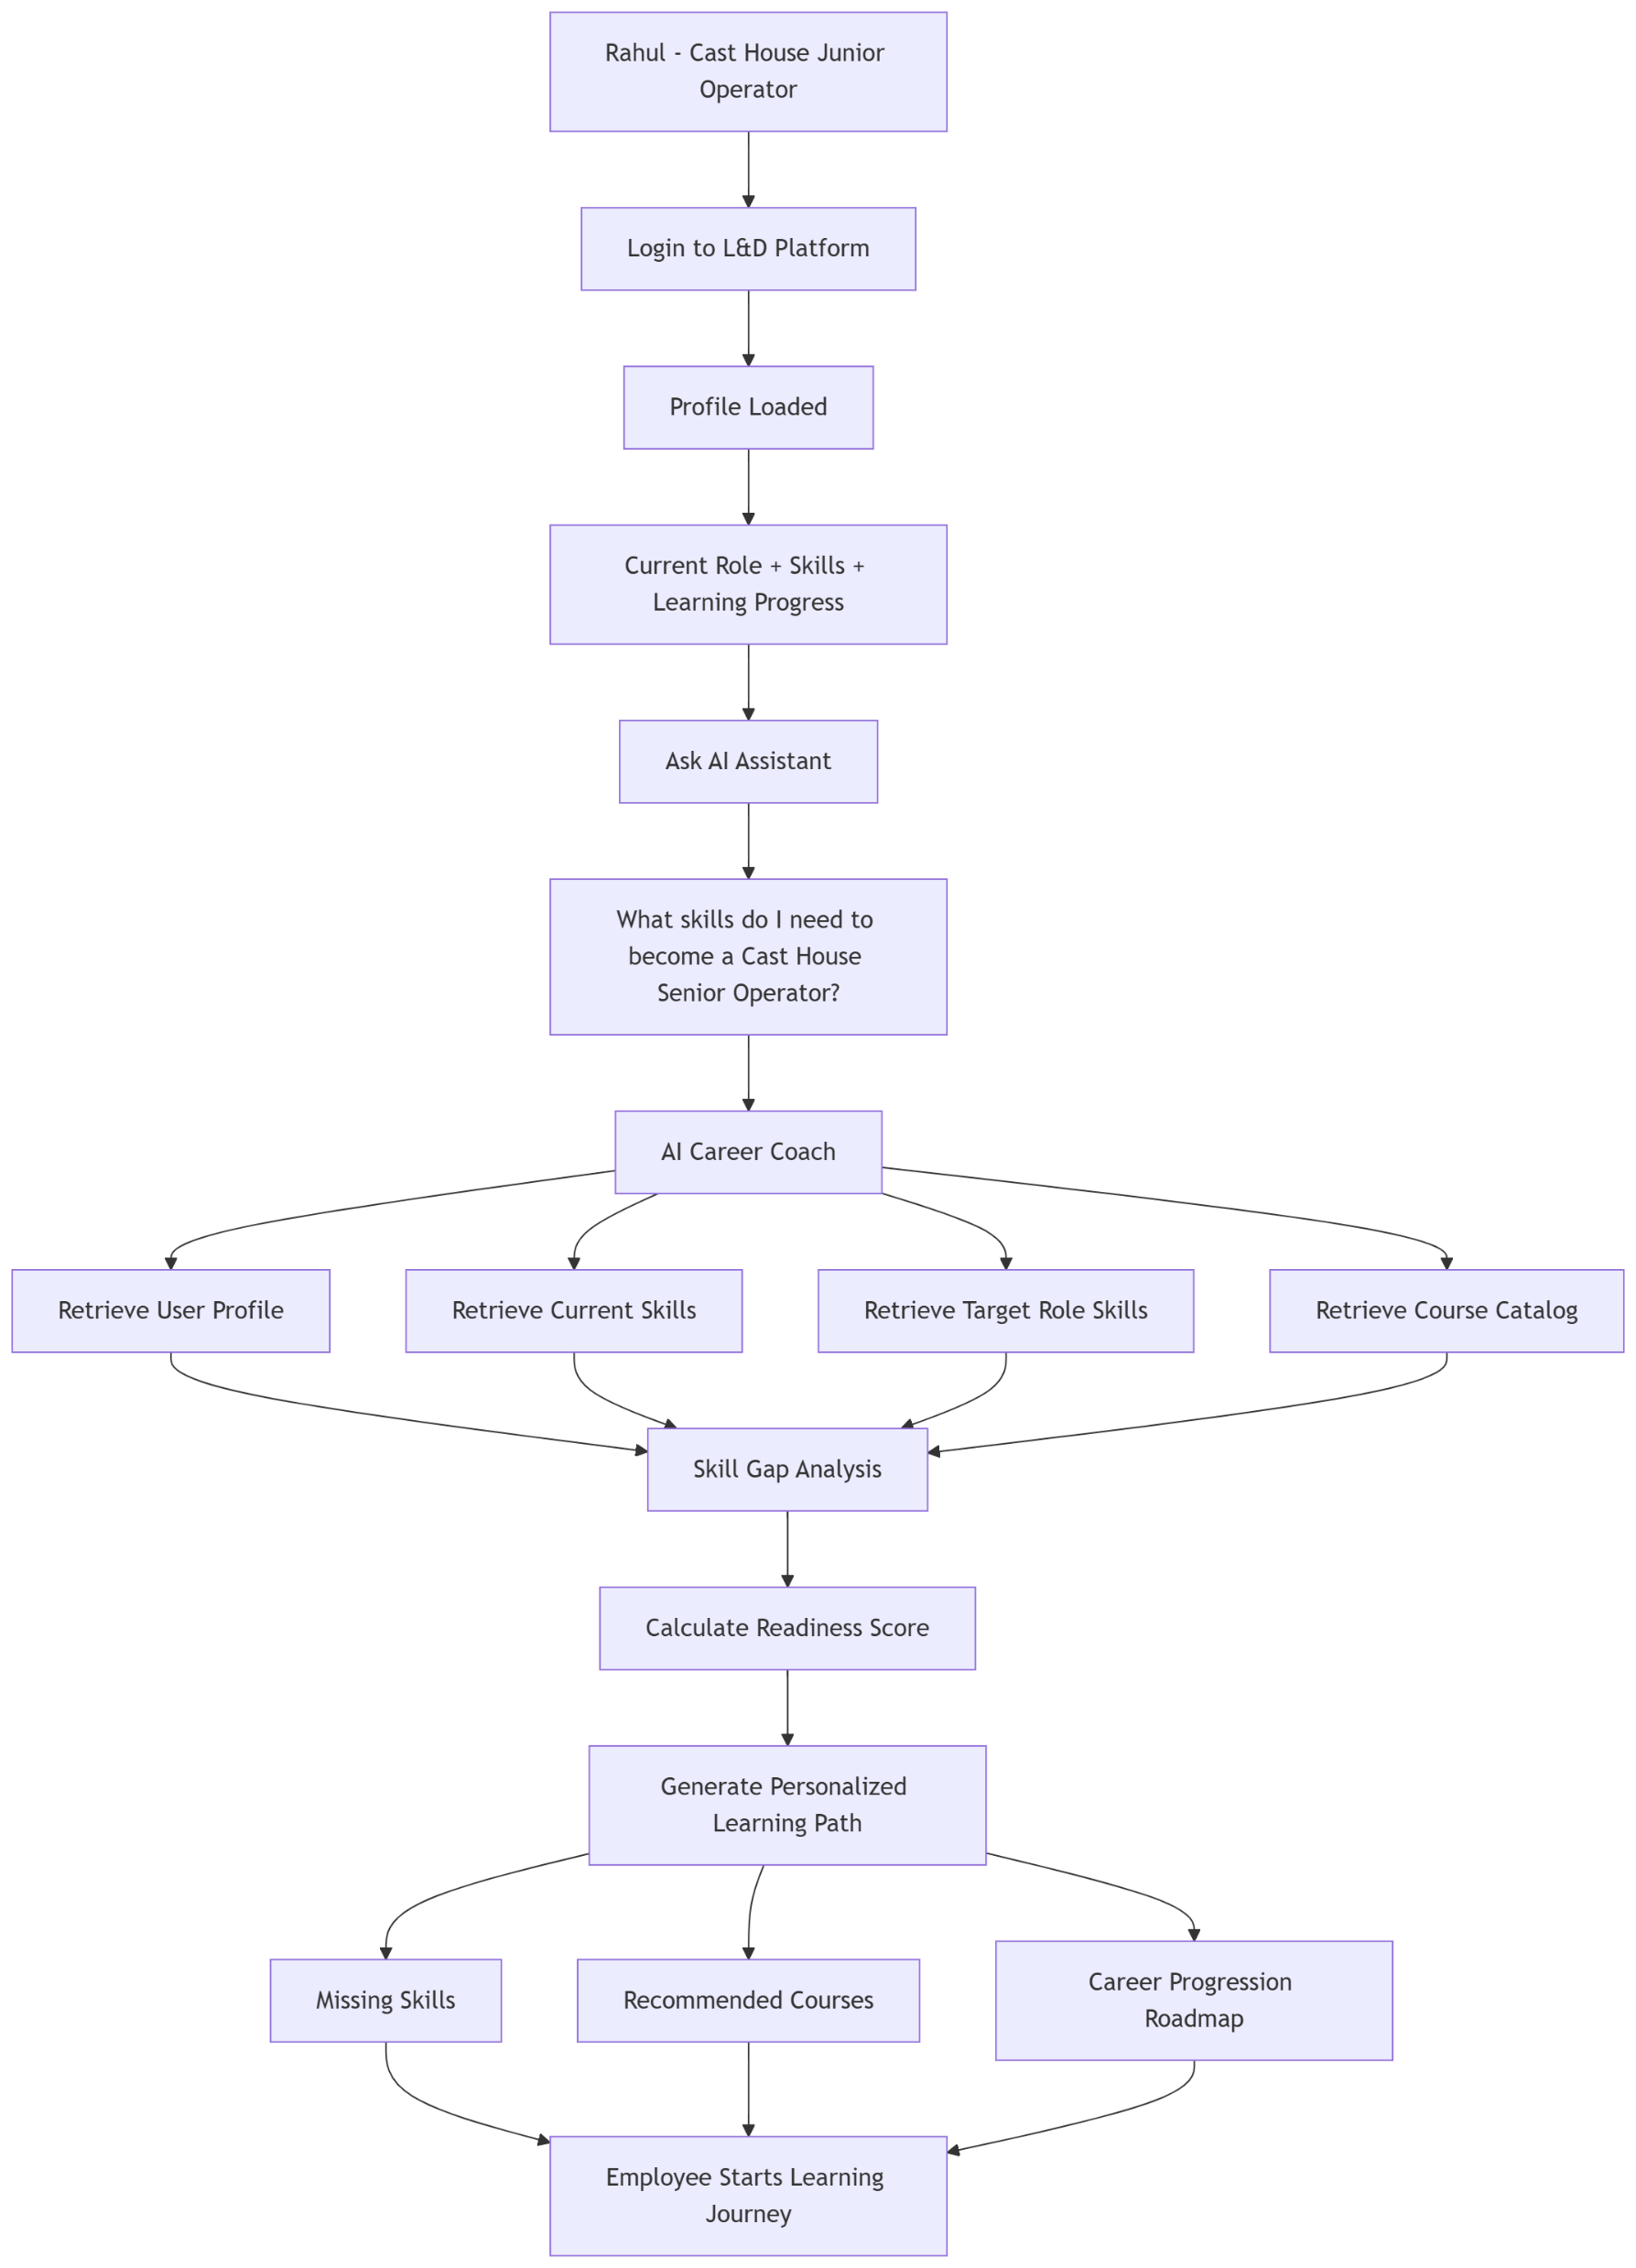 Rahul - Cast House Junior
Operator
Login to L&D Platform
Profile Loaded
Current Role + Skills +
Learning Progress
Ask AI Assistant
What skills do I need to
become a Cast House
Senior Operator?
AI Career Coach
Retrieve User Profile
Retrieve Current Skills
Retrieve Target Role Skills
Retrieve Course Catalog
Skill Gap Analysis
Calculate Readiness Score
Generate Personalized
Learning Path
Missing Skills
Recommended Courses
Career Progression
Roadmap
Employee Starts Learning
Journey